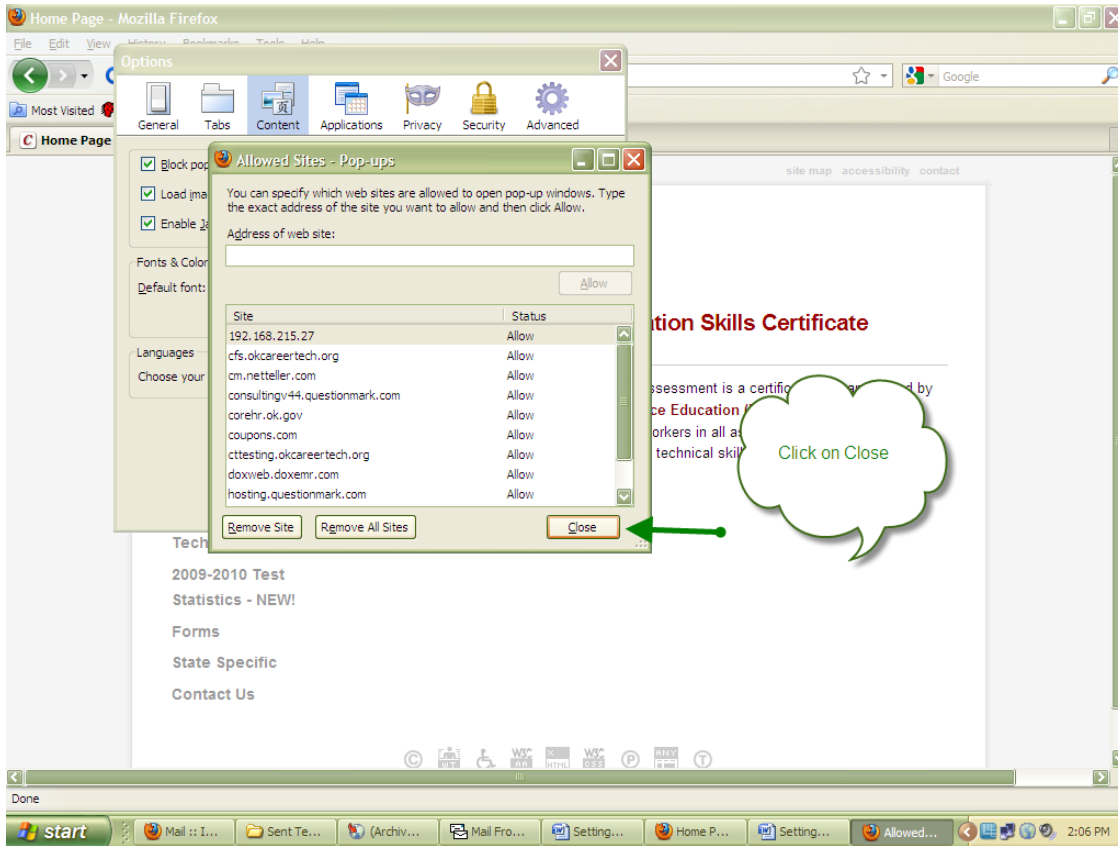 Home Page - Mozilla Firefox
File Edit View History Bookmarks Tools Help
Options
Google
Most Visited
General Tabs Content Applications Privacy Security Advanced
Home Page
site map accessibility contact
Block pop
Load ima
Enable Ja
Fonts & Color
Default font:
Languages
Choose your
Allowed Sites - Pop-ups
You can specify which web sites are allowed to open pop-up windows. Type
the exact address of the site you want to allow and then click Allow.
Address of web site:
Allow
Site Status
192.168.215.27 Allow
cfs.okcareertech.org Allow
cm.netteller.com Allow
consultingv44.questionmark.com Allow
corehr.ok.gov Allow
coupons.com Allow
cttesting.okcareertech.org Allow
doxweb.doxemr.com Allow
hosting.questionmark.com Allow
Remove Site Remove All Sites Close
tion Skills Certificate
ssessment is a certific d by
ce Education (
orkers in all as
technical skil
Click on Close
Tech
2009-2010 Test
Statistics - NEW!
Forms
State Specific
Contact Us
Done
start Mail :: I... Sent Te... (Archiv... Mail Fro... Setting... Home P... Setting... Allowed... 2:06 PM